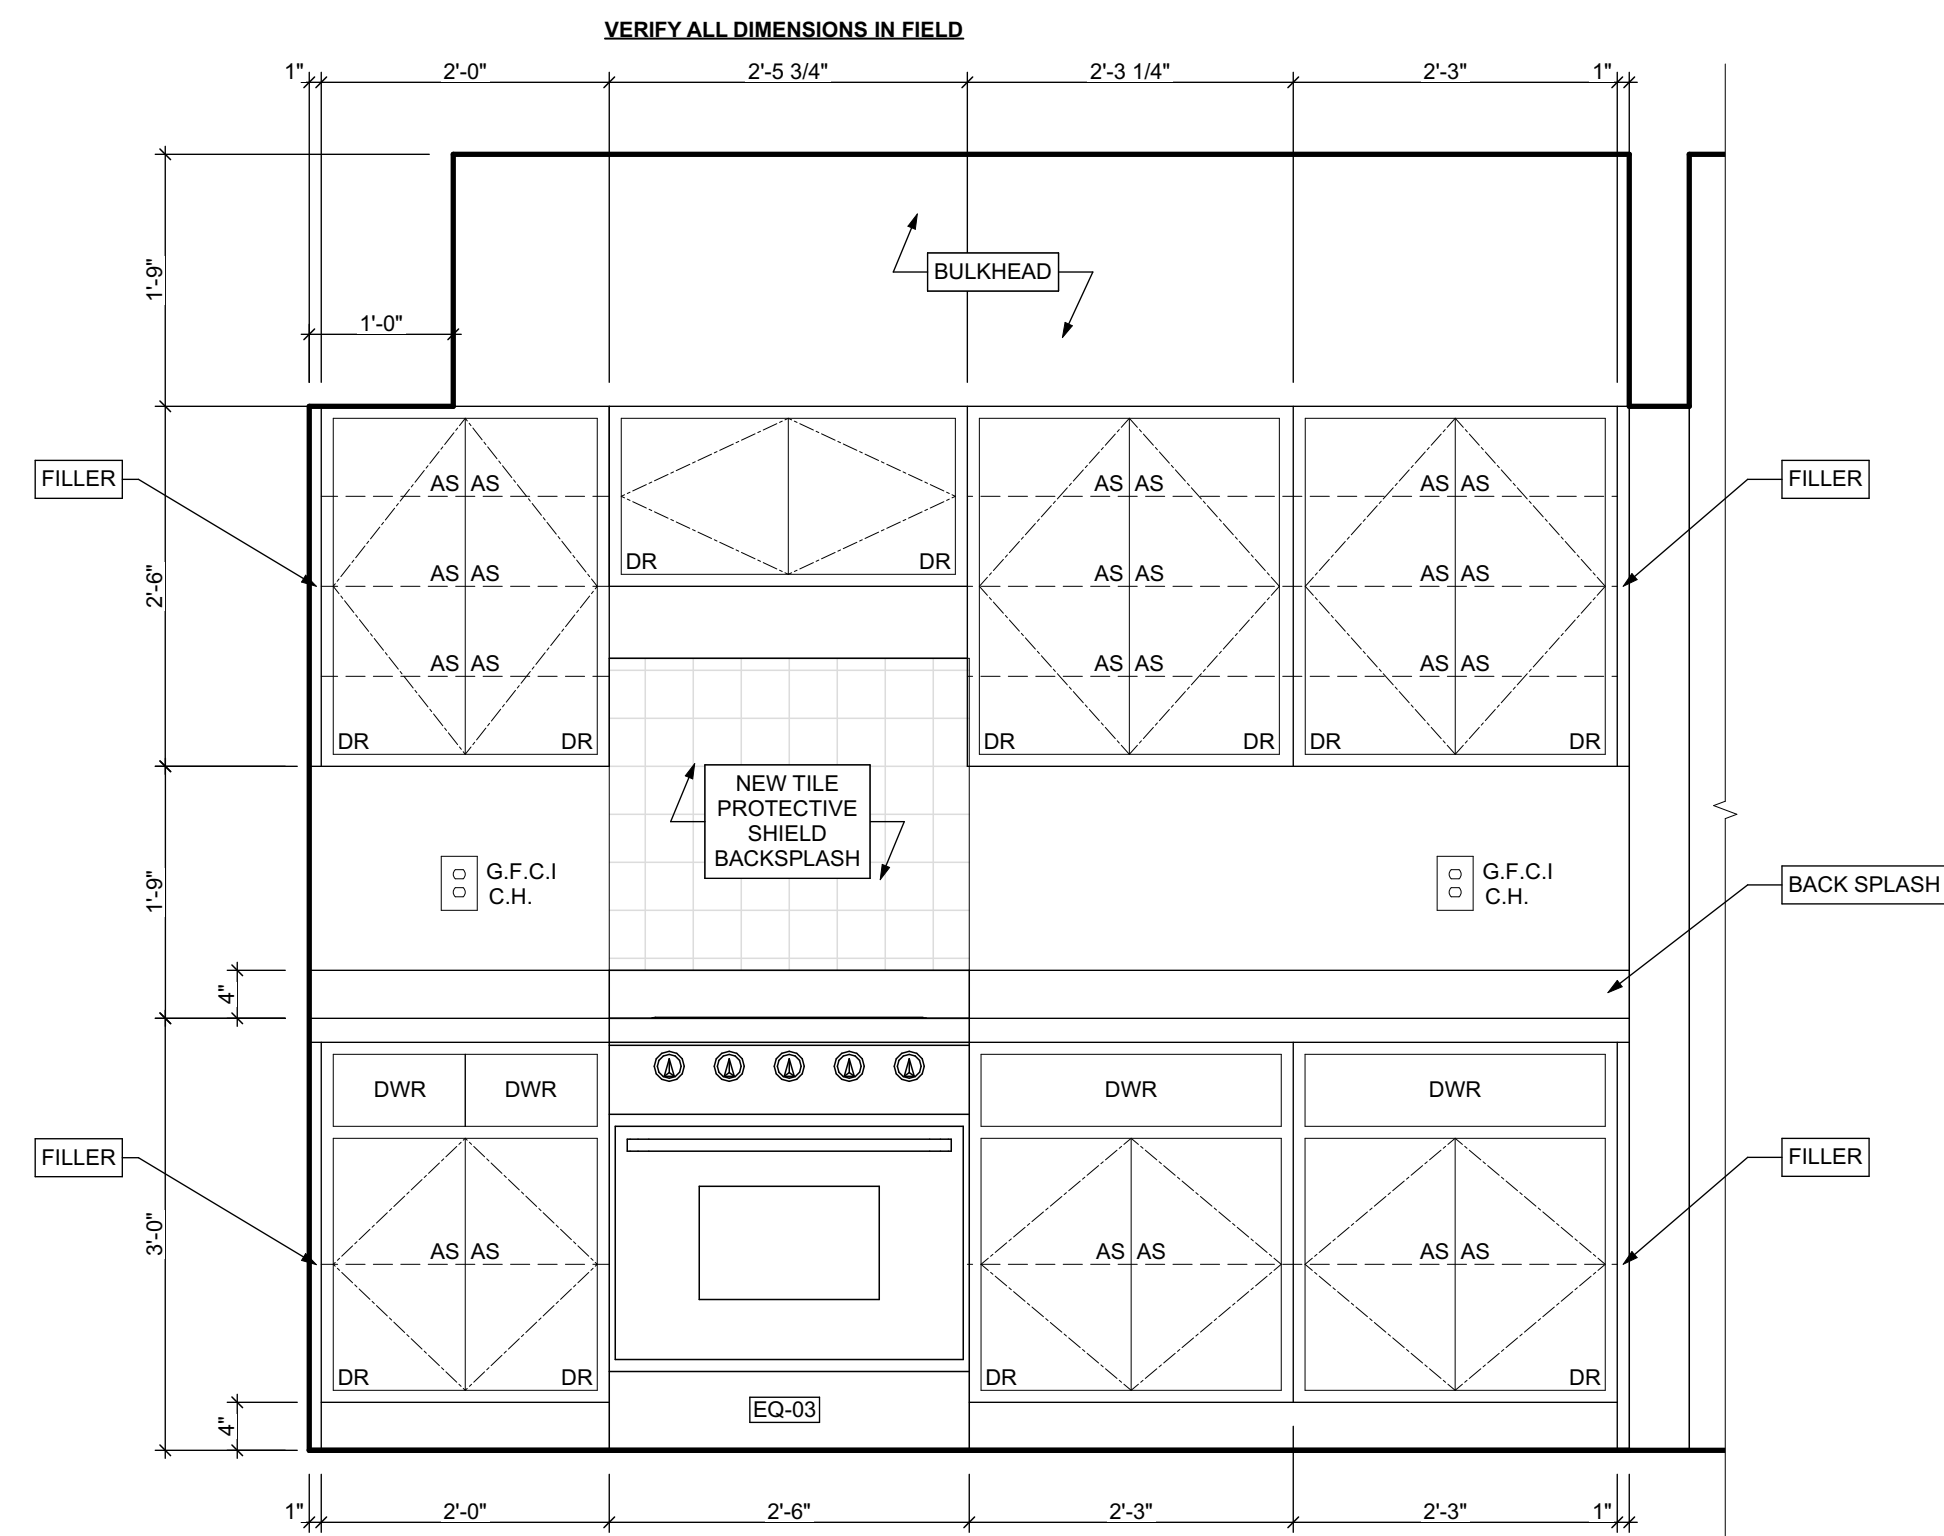 VERIFY ALL DIMENSIONS IN FIELD
1" 2'-0" 2'-5 3/4" 2'-3 1/4" 2'-3" 1"
1'-9"
BULKHEAD
1'-0"
FILLER
FILLER
AS AS
AS AS
AS AS
DR DR
2'-6"
AS AS
AS AS
AS AS
DR DR
AS AS
AS AS
AS AS
DR DR
DR DR
NEW TILE
PROTECTIVE
SHIELD
BACKSPLASH
1'-9"
G.F.C.I
C.H.
G.F.C.I
C.H.
BACK SPLASH
4"
DWR DWR DWR DWR
FILLER
FILLER
3'-0"
AS AS AS AS AS AS
DR DR DR DR
EQ-03
4"
1" 2'-0" 2'-6" 2'-3" 2'-3" 1"